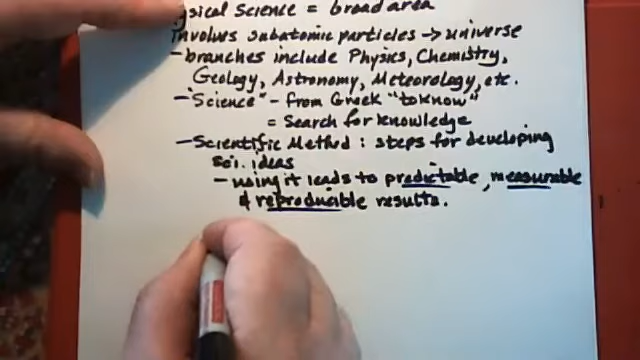 ysical Science = broad area
involves subatomic particles → universe
- branches include Physics, Chemistry,
Geology, Astronomy, Meteorology, etc.
- "Science" - from Greek "to know"
= Search for knowledge
- Scientific Method : steps for developing
sci. ideas
- using it leads to predictable, measurable
& reproducible results.